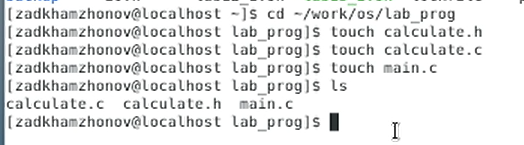 [zadkhamzhonov@localhost ~]$ cd ~/work/os/lab_prog
[zadkhamzhonov@localhost lab_prog]$ touch calculate.h
[zadkhamzhonov@localhost lab_prog]$ touch calculate.c
[zadkhamzhonov@localhost lab_prog]$ touch main.c
[zadkhamzhonov@localhost lab_prog]$ ls
calculate.c  calculate.h  main.c
[zadkhamzhonov@localhost lab_prog]$